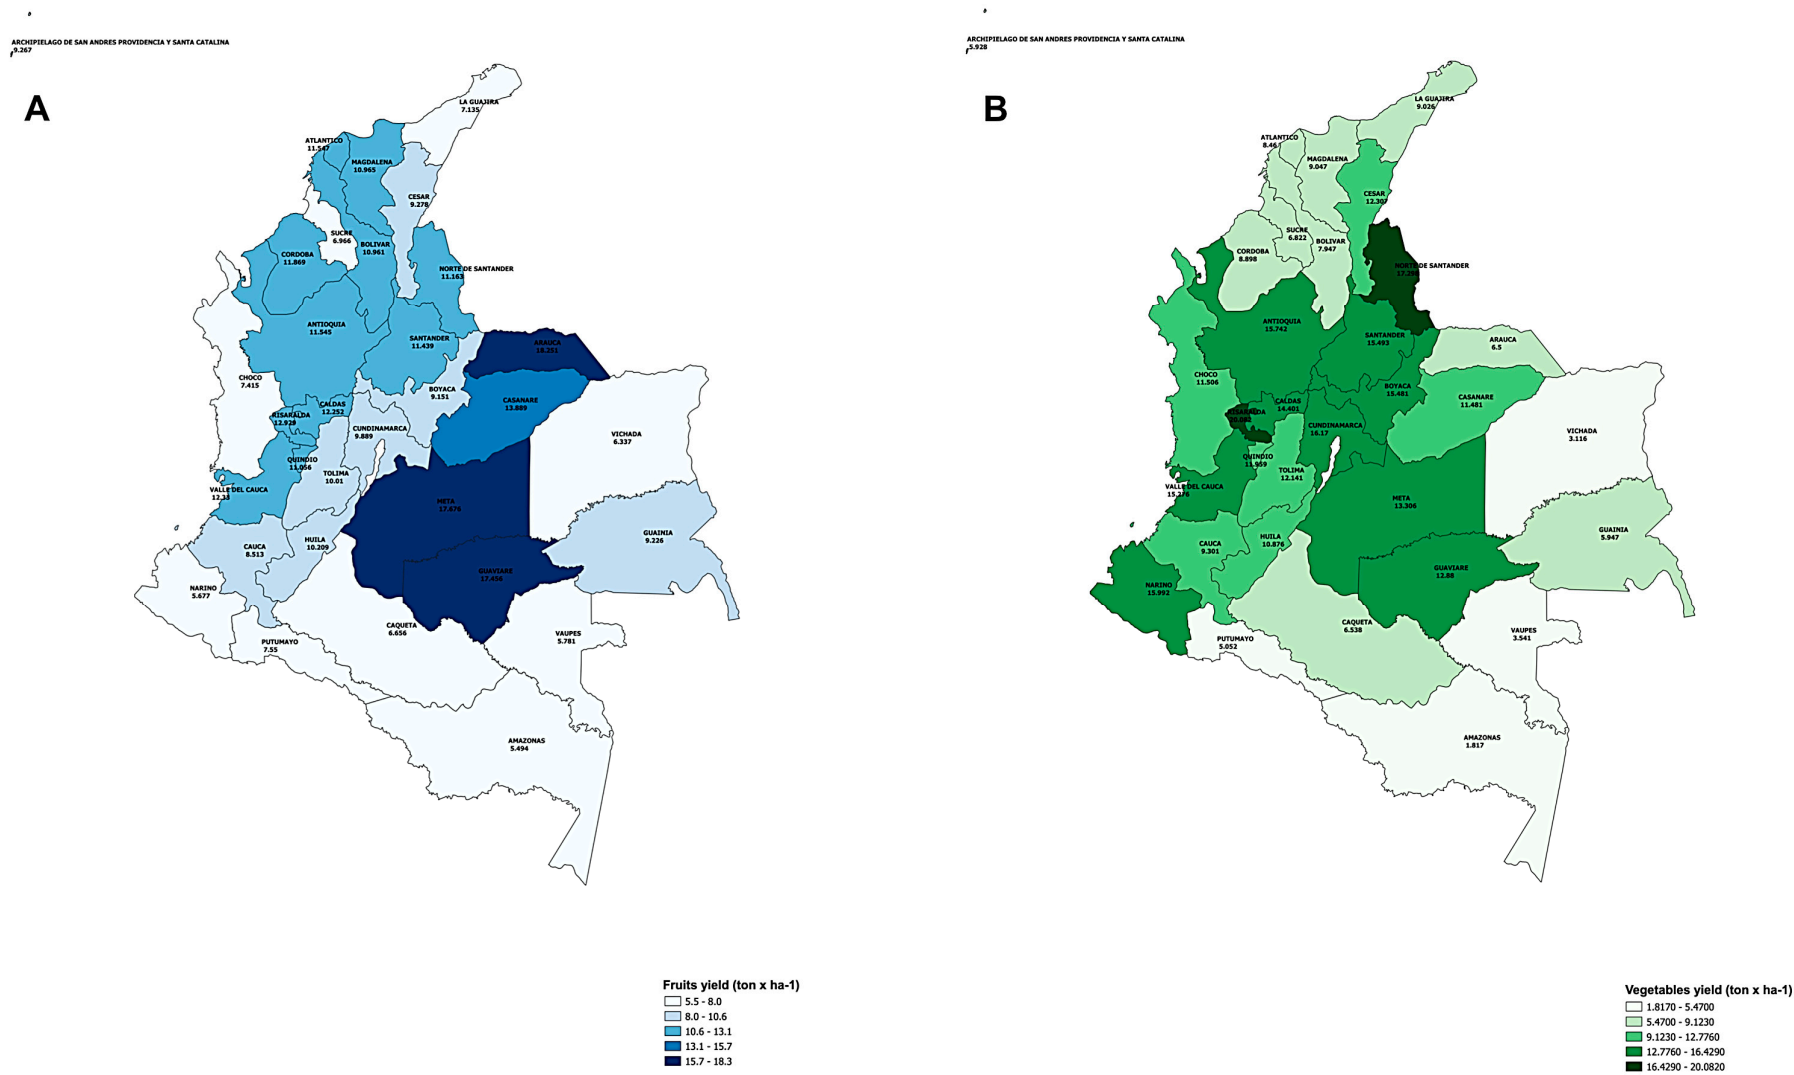 ARCHIPIELAGO DE SAN ANDRES PROVIDENCIA Y SANTA CATALINA
9.267
A
LA GUAJIRA
7.135
ATLANTICO
11.547
MAGDALENA
10.965
CESAR
9.278
SUCRE
6.966
BOLIVAR
10.961
CORDOBA
11.869
NORTE DE SANTANDER
11.163
ANTIOQUIA
11.545
SANTANDER
11.439
ARAUCA
18.251
CHOCO
7.415
BOYACA
9.151
CASANARE
13.889
CALDAS
12.252
RISARALDA
12.929
CUNDINAMARCA
9.889
VICHADA
6.337
QUINDIO
11.056
TOLIMA
10.01
VALLE DEL CAUCA
12.33
META
17.676
GUAINIA
9.226
CAUCA
8.513
HUILA
10.209
GUAVIARE
17.456
NARINO
5.677
CAQUETA
6.656
VAUPES
5.781
PUTUMAYO
7.55
AMAZONAS
5.494
Fruits yield (ton x ha-1)
5.5 - 8.0
8.0 - 10.6
10.6 - 13.1
13.1 - 15.7
15.7 - 18.3
ARCHIPIELAGO DE SAN ANDRES PROVIDENCIA Y SANTA CATALINA
5.928
B
LA GUAJIRA
9.026
ATLANTICO
8.46
MAGDALENA
9.047
CESAR
12.307
SUCRE
6.822
BOLIVAR
7.947
CORDOBA
8.898
NORTE DE SANTANDER
ANTIOQUIA
15.742
SANTANDER
15.493
ARAUCA
6.5
CHOCO
11.506
BOYACA
15.481
CASANARE
11.481
CALDAS
14.401
RISARALDA
20.082
CUNDINAMARCA
16.17
VICHADA
3.116
QUINDIO
11.959
TOLIMA
12.141
VALLE DEL CAUCA
15.276
META
13.306
GUAINIA
5.947
CAUCA
9.301
HUILA
10.876
GUAVIARE
12.88
NARINO
15.992
CAQUETA
6.538
VAUPES
3.541
PUTUMAYO
5.052
AMAZONAS
1.817
Vegetables yield (ton x ha-1)
1.8170 - 5.4700
5.4700 - 9.1230
9.1230 - 12.7760
12.7760 - 16.4290
16.4290 - 20.0820